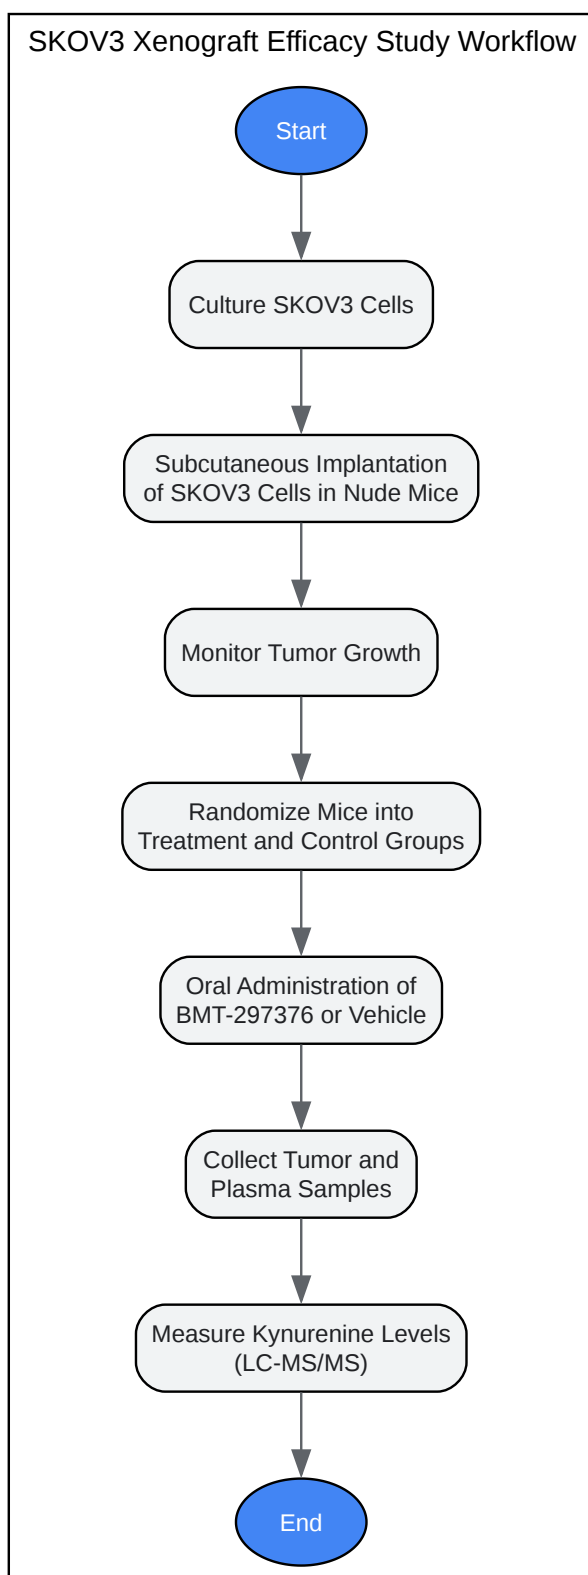 SKOV3 Xenograft Efficacy Study Workflow
Start
Culture SKOV3 Cells
Subcutaneous Implantation
of SKOV3 Cells in Nude Mice
Monitor Tumor Growth
Randomize Mice into
Treatment and Control Groups
Oral Administration of
BMT-297376 or Vehicle
Collect Tumor and
Plasma Samples
Measure Kynurenine Levels
(LC-MS/MS)
End